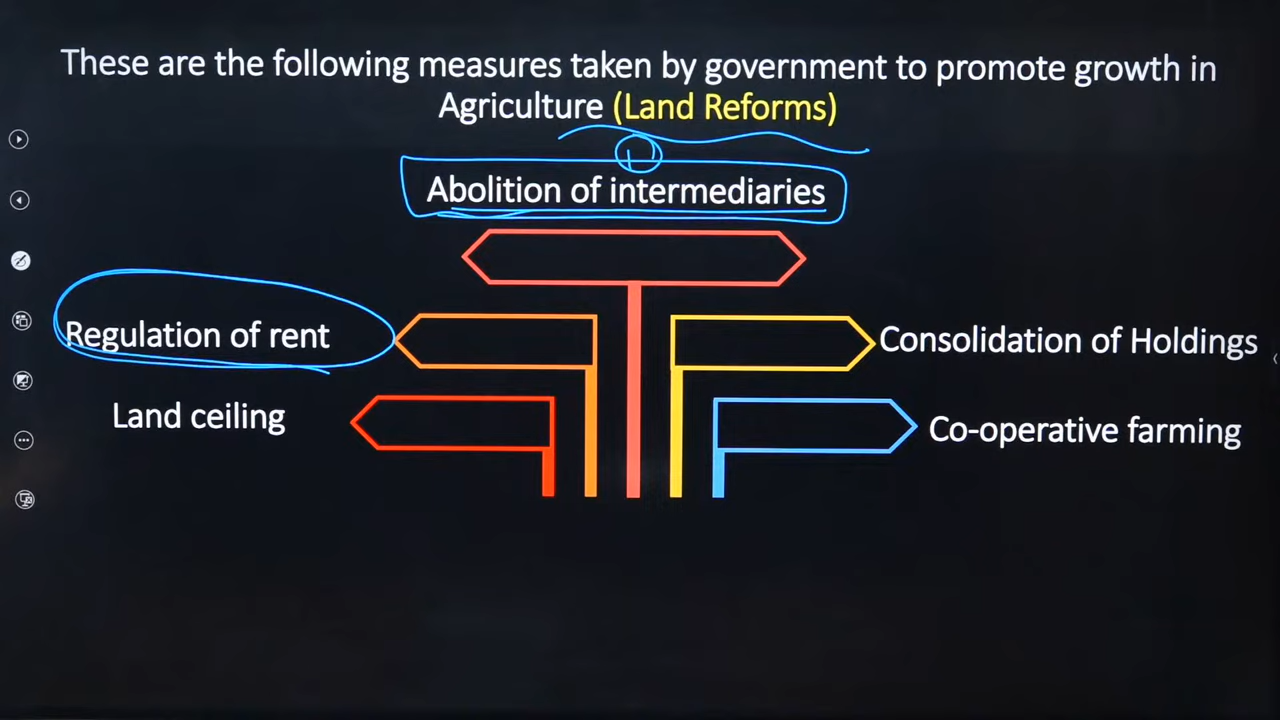 These are the following measures taken by government to promote growth in
Agriculture (Land Reforms)
1
Abolition of intermediaries
Regulation of rent
Consolidation of Holdings
Land ceiling
Co-operative farming